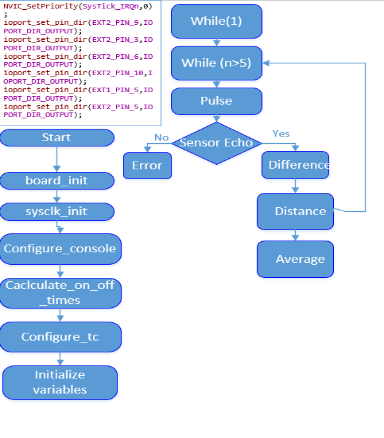 NVIC_SetPriority(SysTick_IRQn,0)
;
ioport_set_pin_dir(EXT2_PIN_9,IO
PORT_DIR_OUTPUT);
ioport_set_pin_dir(EXT2_PIN_3,IO
PORT_DIR_OUTPUT);
ioport_set_pin_dir(EXT2_PIN_6,IO
PORT_DIR_OUTPUT);
ioport_set_pin_dir(EXT2_PIN_10,I
OPORT_DIR_OUTPUT);
ioport_set_pin_dir(EXT1_PIN_5,IO
PORT_DIR_OUTPUT);
ioport_set_pin_dir(EXT2_PIN_5,IO
PORT_DIR_OUTPUT);
Start
board_init
sysclk_init
Configure_console
Caclculate_on_off
_times
Configure_tc
Initialize
variables
While(1)
While (n>5)
Pulse
Sensor Echo
No
Yes
Error
Difference
Distance
Average